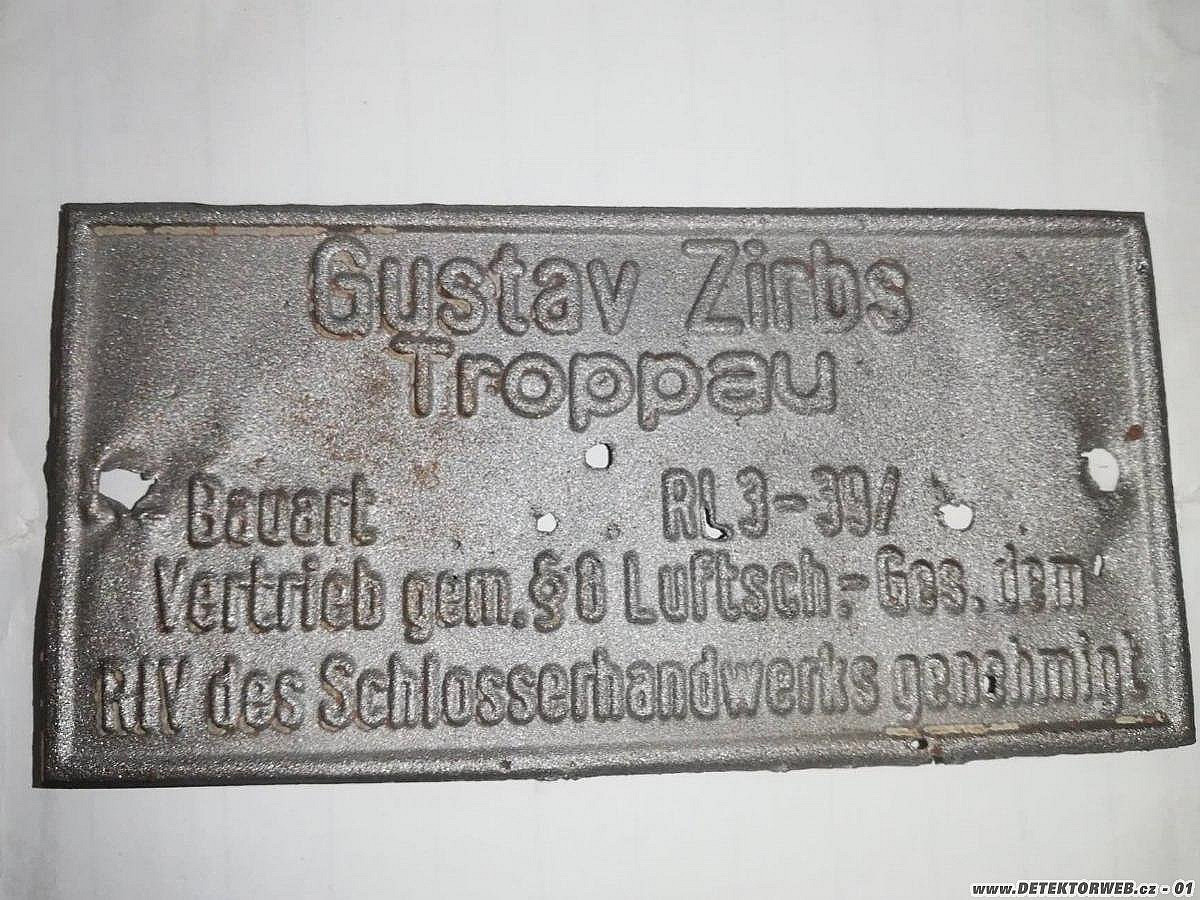 Gustav Zirbs
Troppau
Bauart RL3-39/
Vertrieb gem. § 8 Luftsch.-Ges. dem
RIV des Schlosserhandwerks genehmigt
www.DETEKTORWEB.cz - 01